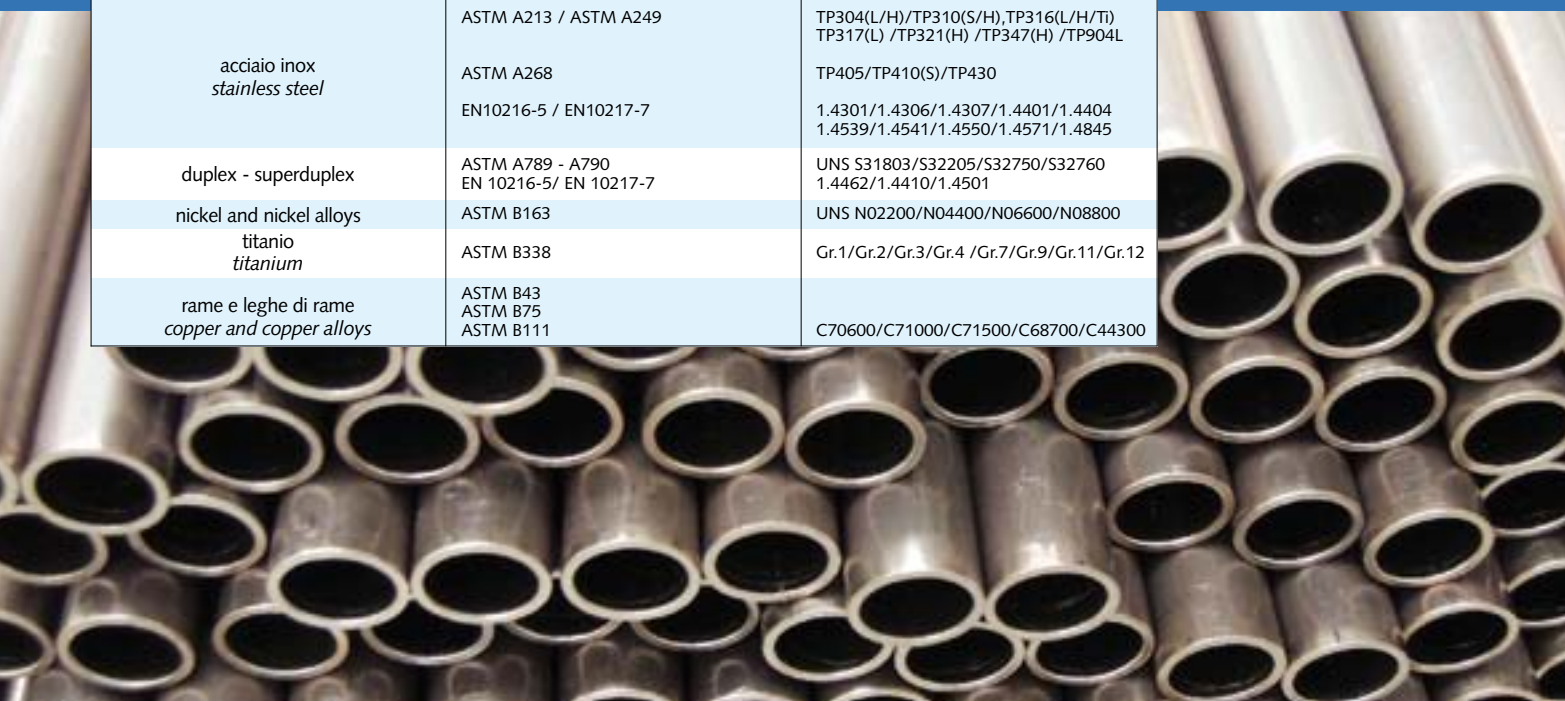 acciaio inox
stainless steel
ASTM A213 / ASTM A249
TP304(L/H)/TP310(S/H),TP316(L/H/Ti)
TP317(L) /TP321(H) /TP347(H) /TP904L
ASTM A268
TP405/TP410(S)/TP430
EN10216-5 / EN10217-7
1.4301/1.4306/1.4307/1.4401/1.4404
1.4539/1.4541/1.4550/1.4571/1.4845
duplex - superduplex
ASTM A789 - A790
EN 10216-5/ EN 10217-7
UNS S31803/S32205/S32750/S32760
1.4462/1.4410/1.4501
nickel and nickel alloys
ASTM B163
UNS N02200/N04400/N06600/N08800
titanio
titanium
ASTM B338
Gr.1/Gr.2/Gr.3/Gr.4 /Gr.7/Gr.9/Gr.11/Gr.12
rame e leghe di rame
copper and copper alloys
ASTM B43
ASTM B75
ASTM B111
C70600/C71000/C71500/C68700/C44300